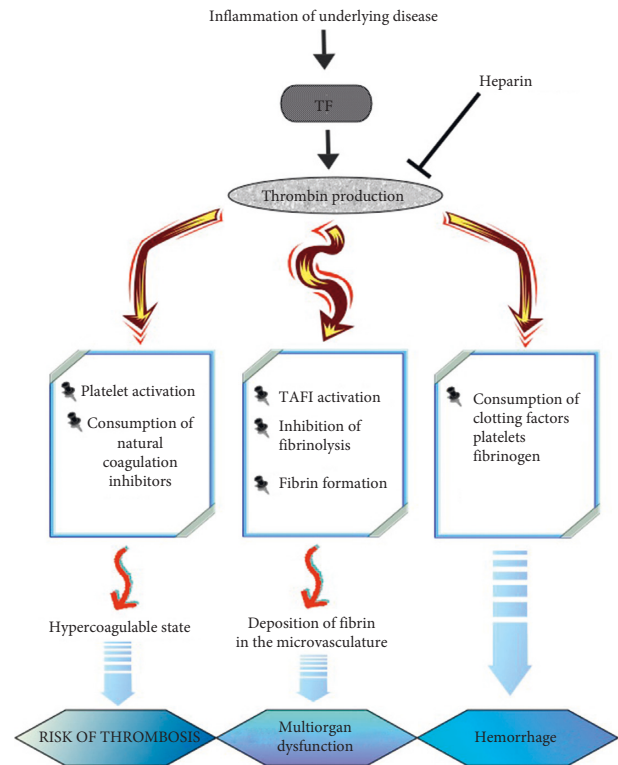 Inflammation of underlying disease
TF
Heparin
Thrombin production
Platelet activation
Consumption of
natural
coagulation
inhibitors
TAFI activation
Inhibition of
fibrinolysis
Fibrin formation
Consumption of
clotting factors
platelets
fibrinogen
Hypercoagulable state
Deposition of fibrin
in the microvasculature
RISK OF THROMBOSIS
Multiorgan
dysfunction
Hemorrhage